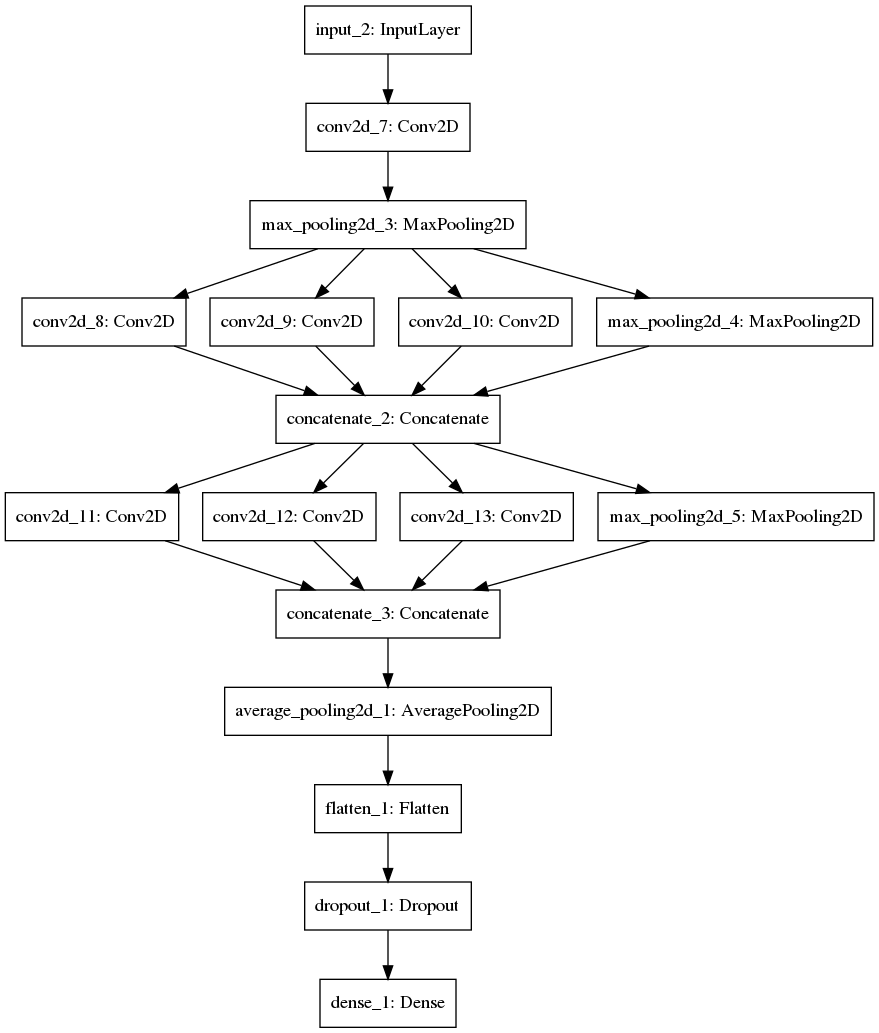 input_2: InputLayer
conv2d_7: Conv2D
max_pooling2d_3: MaxPooling2D
conv2d_8: Conv2D
conv2d_9: Conv2D
conv2d_10: Conv2D
max_pooling2d_4: MaxPooling2D
concatenate_2: Concatenate
conv2d_11: Conv2D
conv2d_12: Conv2D
conv2d_13: Conv2D
max_pooling2d_5: MaxPooling2D
concatenate_3: Concatenate
average_pooling2d_1: AveragePooling2D
flatten_1: Flatten
dropout_1: Dropout
dense_1: Dense